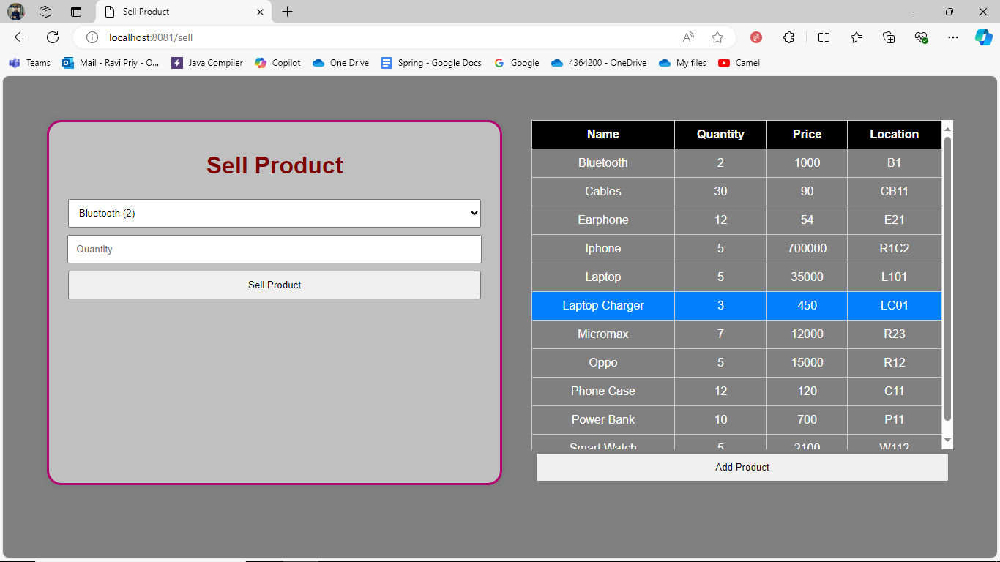 Sell Product
localhost:8081/sell
Teams Mail - Ravi Priy - O... Java Compiler Copilot One Drive Spring - Google Docs Google 4364200 - OneDrive My files Camel
Sell Product
Bluetooth (2)
Quantity
Sell Product
Name Quantity Price Location
Bluetooth 2 1000 B1
Cables 30 90 CB11
Earphone 12 54 E21
Iphone 5 700000 R1C2
Laptop 5 35000 L101
Laptop Charger 3 450 LC01
Micromax 7 12000 R23
Oppo 5 15000 R12
Phone Case 12 120 C11
Power Bank 10 700 P11
Smart Watch 5 2100 W112
Add Product